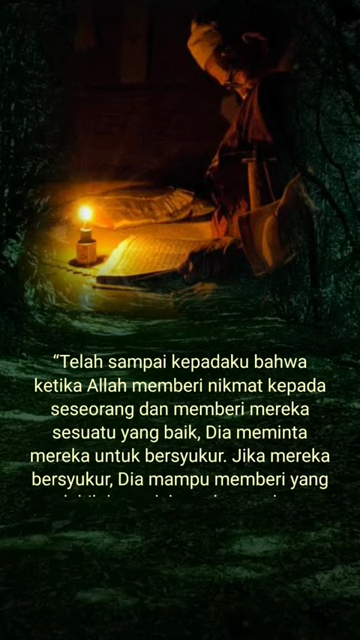 “Telah sampai kepadaku bahwa
ketika Allah memberi nikmat kepada
seseorang dan memberi mereka
sesuatu yang baik, Dia meminta
mereka untuk bersyukur. Jika mereka
bersyukur, Dia mampu memberi yang